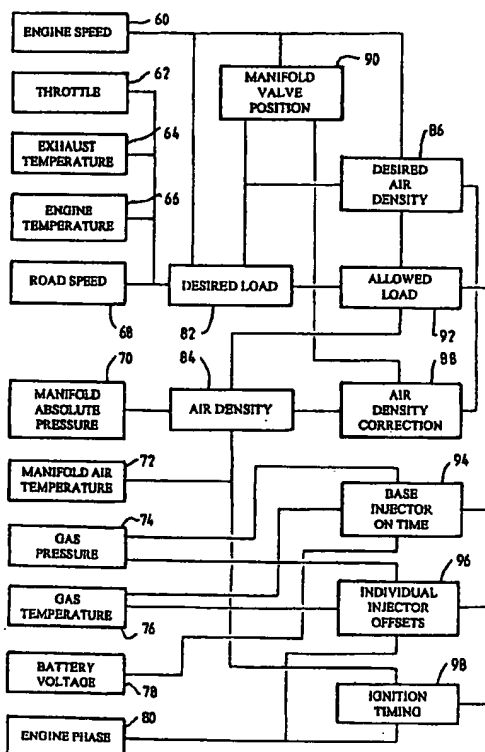 ENGINE SPEED
60
THROTTLE
62
EXHAUST
TEMPERATURE
64
ENGINE
TEMPERATURE
66
ROAD SPEED
68
MANIFOLD
VALVE
POSITION
90
DESIRED
AIR
DENSITY
86
DESIRED LOAD
82
ALLOWED
LOAD
92
MANIFOLD
ABSOLUTE
PRESSURE
70
AIR DENSITY
84
AIR
DENSITY
CORRECTION
88
MANIFOLD AIR
TEMPERATURE
72
GAS
PRESSURE
74
BASE
INJECTOR
ON TIME
94
GAS
TEMPERATURE
76
INDIVIDUAL
INJECTOR
OFFSETS
96
BATTERY
VOLTAGE
78
IGNITION
TIMING
98
ENGINE PHASE
80